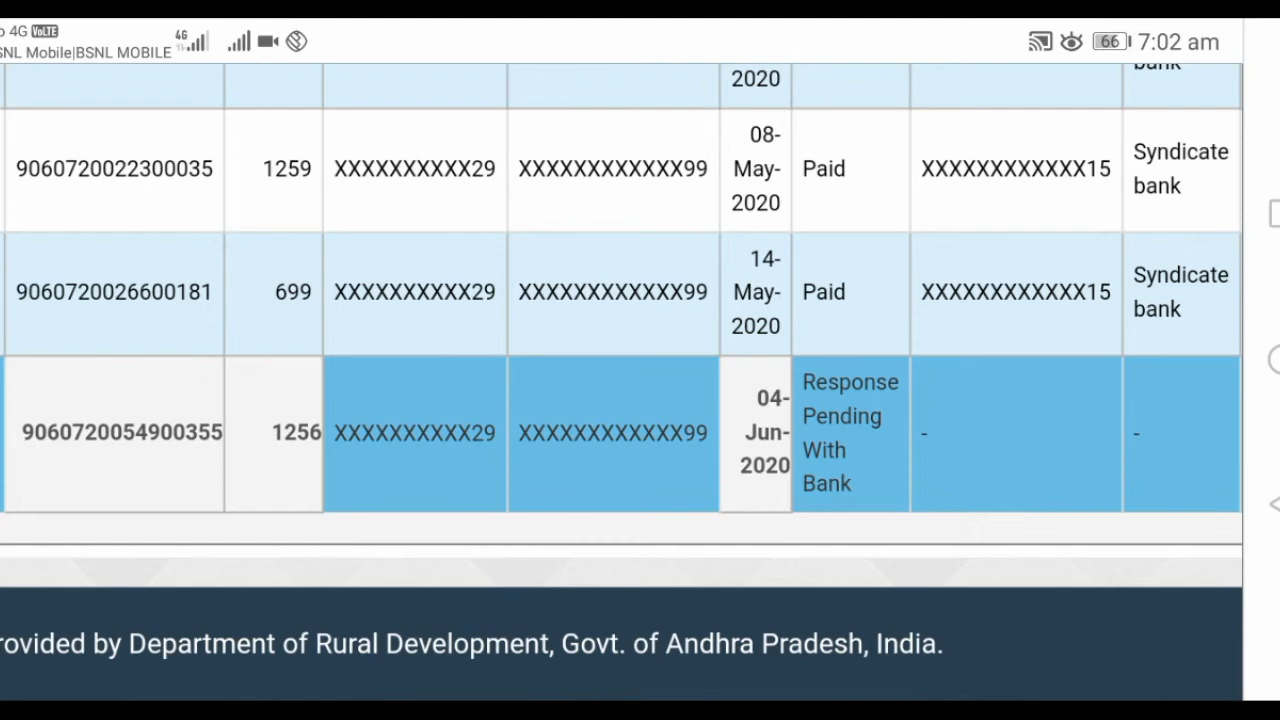 4G VoLTE
SNL Mobile|BSNL MOBILE
4G
66
7:02 am
2020
bank
9060720022300035 1259 XXXXXXXXXX29 XXXXXXXXXXXX99 08-
May-
2020 Paid XXXXXXXXXXXX15 Syndicate
bank
9060720026600181 699 XXXXXXXXXX29 XXXXXXXXXXXX99 14-
May-
2020 Paid XXXXXXXXXXXX15 Syndicate
bank
9060720054900355 1256 XXXXXXXXXX29 XXXXXXXXXXXX99 04-
Jun-
2020 Response
Pending
With
Bank - -
rovided by Department of Rural Development, Govt. of Andhra Pradesh, India.